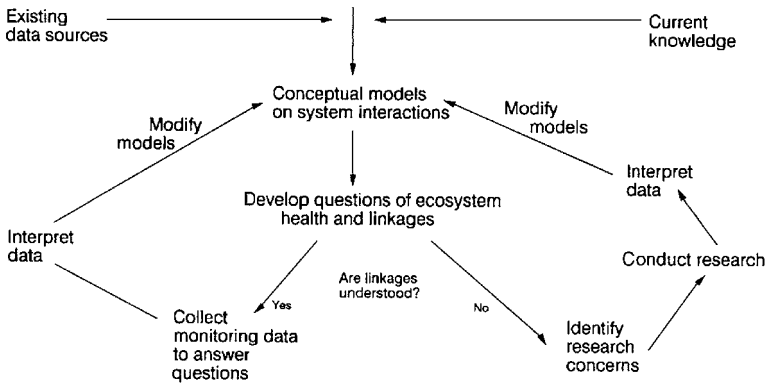 Existing
data sources
Current
knowledge
Conceptual models
on system interactions
Modify
models
Modify
models
Interpret
data
Develop questions of ecosystem
health and linkages
Interpret
data
Conduct research
Are linkages
understood?
Yes
No
Collect
monitoring data
to answer
questions
Identify
research
concerns